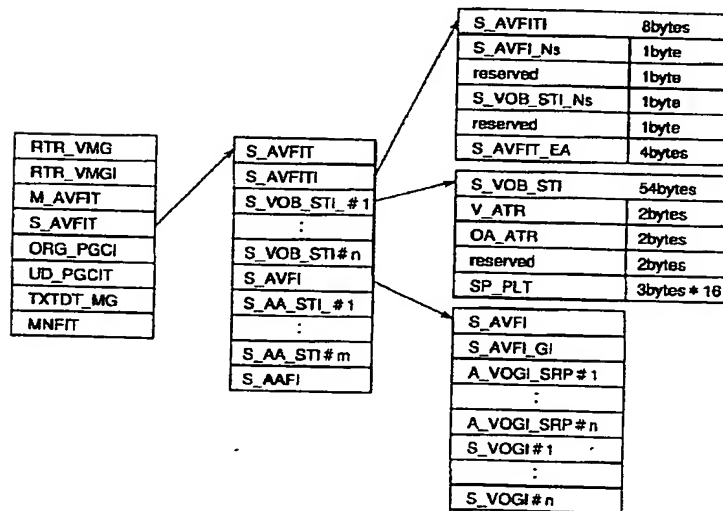 RTR_VMG
RTR_VMGI
M_AVFIT
S_AVFIT
ORG_PGCI
UD_PGCIT
TXTDT_MG
MNFIT
S_AVFIT
S_AVFITI
S_VOB_STI_#1
:
S_VOB_STI#n
S_AVFI
S_AA_STI_#1
:
S_AA_STI#m
S_AAFI
S_AVFITI 8bytes
S_AVFI_Ns 1byte
reserved 1byte
S_VOB_STI_Ns 1byte
reserved 1byte
S_AVFIT_EA 4bytes
S_VOB_STI 54bytes
V_ATR 2bytes
OA_ATR 2bytes
reserved 2bytes
SP_PLT 3bytes*16
S_AVFI
S_AVFI_GI
A_VOGI_SRP#1
:
A_VOGI_SRP#n
S_VOGI#1
:
S_VOGI#n